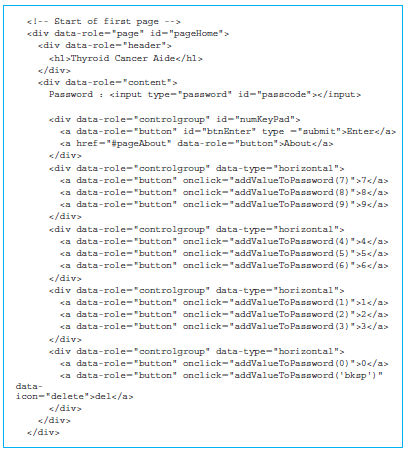 <!-- Start of first page -->
<div data-role="page" id="pageHome">
<div data-role="header">
<h1>Thyroid Cancer Aide</h1>
</div>
<div data-role="content">
Password : <input type="password" id="passcode"></input>
<div data-role="controlgroup" id="numKeyPad">
<a data-role="button" id="btnEnter" type ="submit">Enter</a>
<a href="#pageAbout" data-role="button">About</a>
</div>
<div data-role="controlgroup" data-type="horizontal">
<a data-role="button" onclick="addValueToPassword(7)">7</a>
<a data-role="button" onclick="addValueToPassword(8)">8</a>
<a data-role="button" onclick="addValueToPassword(9)">9</a>
</div>
<div data-role="controlgroup" data-type="horizontal">
<a data-role="button" onclick="addValueToPassword(4)">4</a>
<a data-role="button" onclick="addValueToPassword(5)">5</a>
<a data-role="button" onclick="addValueToPassword(6)">6</a>
</div>
<div data-role="controlgroup" data-type="horizontal">
<a data-role="button" onclick="addValueToPassword(1)">1</a>
<a data-role="button" onclick="addValueToPassword(2)">2</a>
<a data-role="button" onclick="addValueToPassword(3)">3</a>
</div>
<div data-role="controlgroup" data-type="horizontal">
<a data-role="button" onclick="addValueToPassword(0)">0</a>
<a data-role="button" onclick="addValueToPassword('bksp')"
data-
icon="delete">del</a>
</div>
</div>
</div>